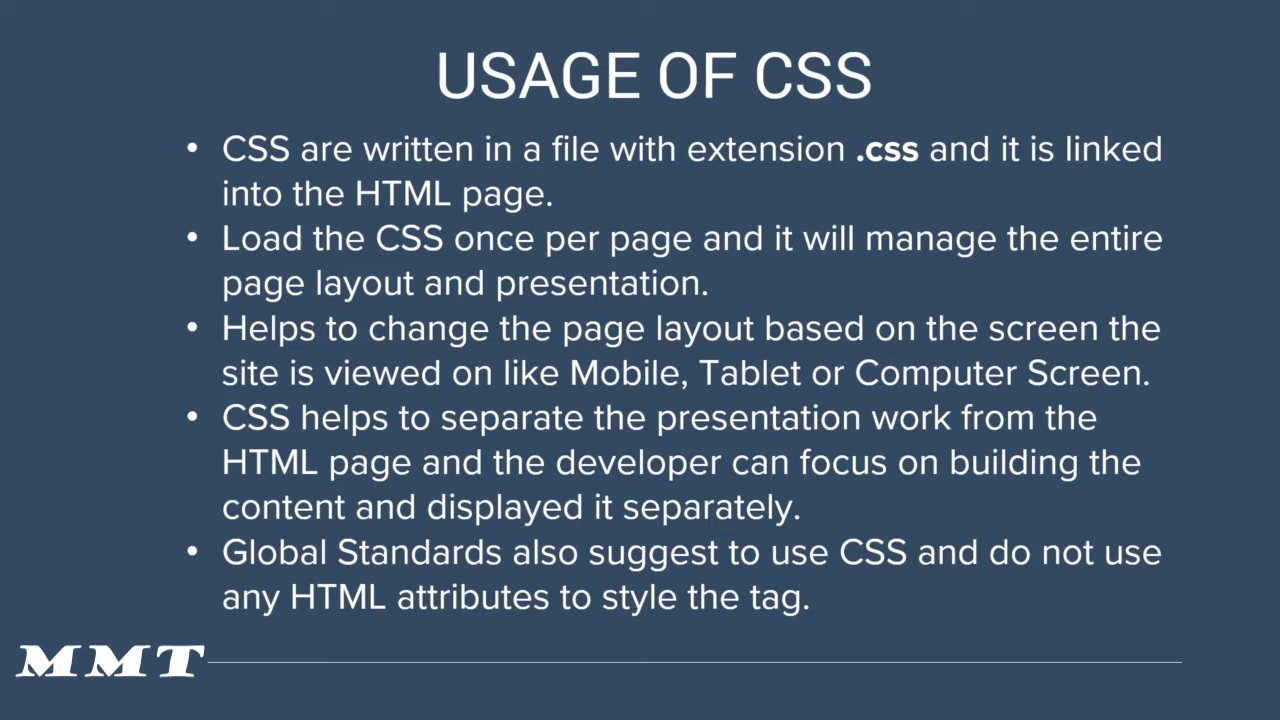 USAGE OF CSS
• CSS are written in a file with extension .css and it is linked
into the HTML page.
• Load the CSS once per page and it will manage the entire
page layout and presentation.
• Helps to change the page layout based on the screen the
site is viewed on like Mobile, Tablet or Computer Screen.
• CSS helps to separate the presentation work from the
HTML page and the developer can focus on building the
content and displayed it separately.
• Global Standards also suggest to use CSS and do not use
any HTML attributes to style the tag.
MMT